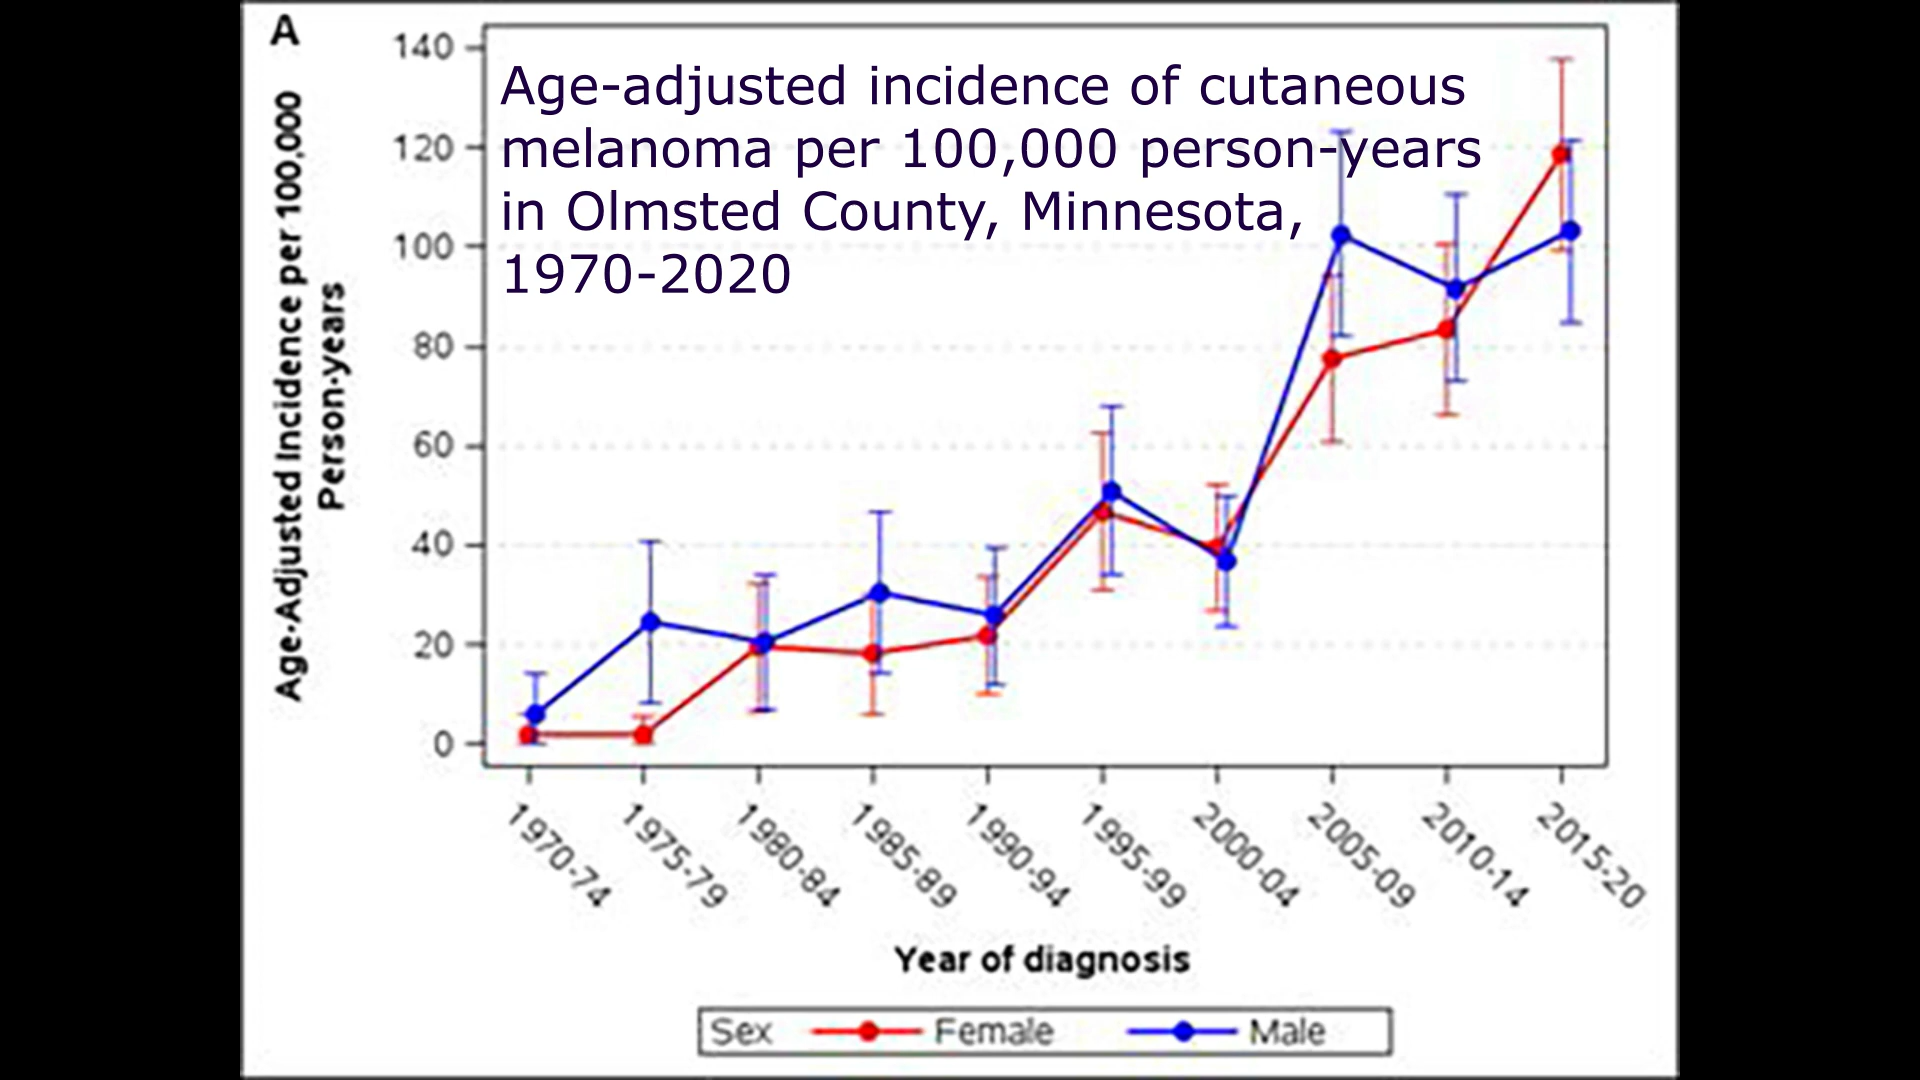 A
Age-adjusted incidence of cutaneous
melanoma per 100,000 person-years
in Olmsted County, Minnesota,
1970-2020
Age-Adjusted Incidence per 100,000
Person-years
140
120
100
80
60
40
20
0
1970-74
1975-79
1980-84
1985-89
1990-94
1995-99
2000-04
2005-09
2010-14
2015-20
Year of diagnosis
Sex Female Male